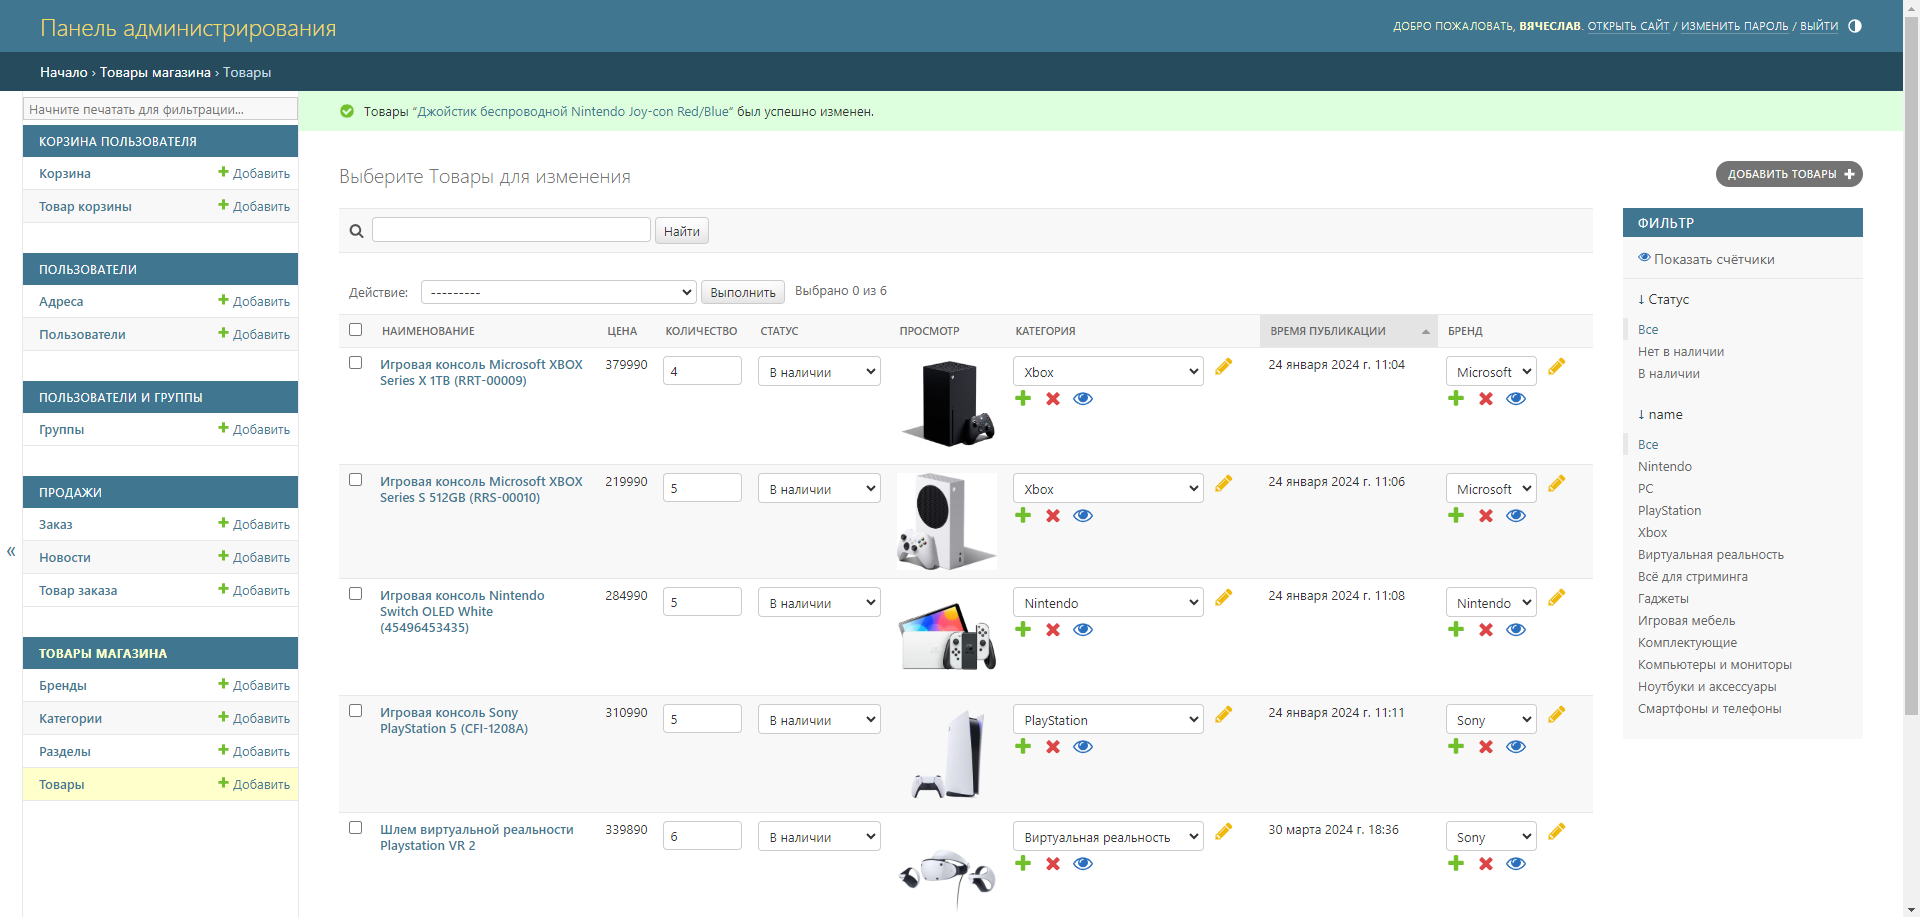 Панель администрирования
ДОБРО ПОЖАЛОВАТЬ, ВЯЧЕСЛАВ. ОТКРЫТЬ САЙТ / ИЗМЕНИТЬ ПАРОЛЬ / ВЫЙТИ
Начало › Товары магазина › Товары
Начните печатать для фильтрации...
КОРЗИНА ПОЛЬЗОВАТЕЛЯ
Корзина Добавить
Товар корзины Добавить
ПОЛЬЗОВАТЕЛИ
Адреса Добавить
Пользователи Добавить
ПОЛЬЗОВАТЕЛИ И ГРУППЫ
Группы Добавить
ПРОДАЖИ
Заказ Добавить
Новости Добавить
Товар заказа Добавить
ТОВАРЫ МАГАЗИНА
Бренды Добавить
Категории Добавить
Разделы Добавить
Товары Добавить
«
Товары “Джойстик беспроводной Nintendo Joy-con Red/Blue” был успешно изменен.
Выберите Товары для изменения
ДОБАВИТЬ ТОВАРЫ
Найти
Действие: --------- Выполнить Выбрано 0 из 6
НАИМЕНОВАНИЕ ЦЕНА КОЛИЧЕСТВО СТАТУС ПРОСМОТР КАТЕГОРИЯ ВРЕМЯ ПУБЛИКАЦИИ БРЕНД
Игровая консоль Microsoft XBOX 379990 4 В наличии Xbox 24 января 2024 г. 11:04 Microsoft
Series X 1TB (RRT-00009)
Игровая консоль Microsoft XBOX 219990 5 В наличии Xbox 24 января 2024 г. 11:06 Microsoft
Series S 512GB (RRS-00010)
Игровая консоль Nintendo 284990 5 В наличии Nintendo 24 января 2024 г. 11:08 Nintendo
Switch OLED White
(45496453435)
Игровая консоль Sony 310990 5 В наличии PlayStation 24 января 2024 г. 11:11 Sony
PlayStation 5 (CFI-1208A)
Шлем виртуальной реальности 339890 6 В наличии Виртуальная реальность 30 марта 2024 г. 18:36 Sony
Playstation VR 2
ФИЛЬТР
Показать счётчики
↓ Статус
Все
Нет в наличии
В наличии
↓ name
Все
Nintendo
PC
PlayStation
Xbox
Виртуальная реальность
Всё для стриминга
Гаджеты
Игровая мебель
Комплектующие
Компьютеры и мониторы
Ноутбуки и аксессуары
Смартфоны и телефоны